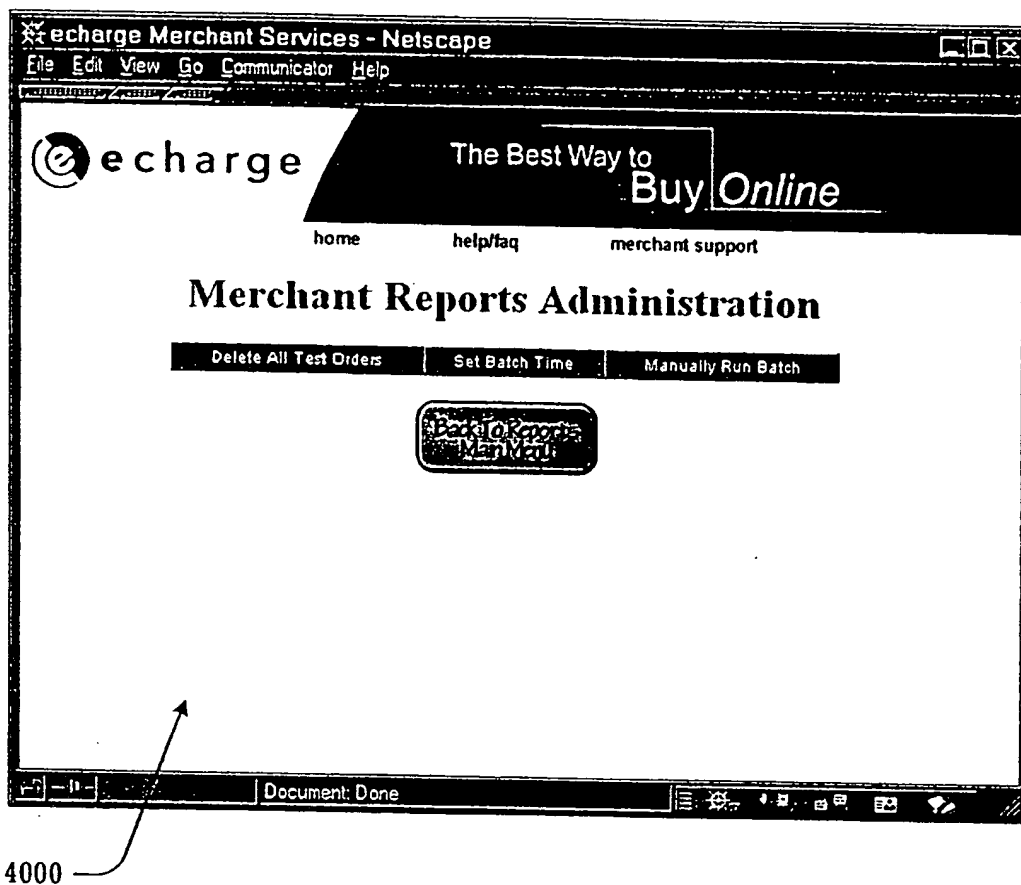 echarge Merchant Services - Netscape
File Edit View Go Communicator Help
e echarge
The Best Way to
Buy Online
home help/faq merchant support
Merchant Reports Administration
Delete All Test Orders Set Batch Time Manually Run Batch
Back To Reports
Main Menu
Document: Done
4000